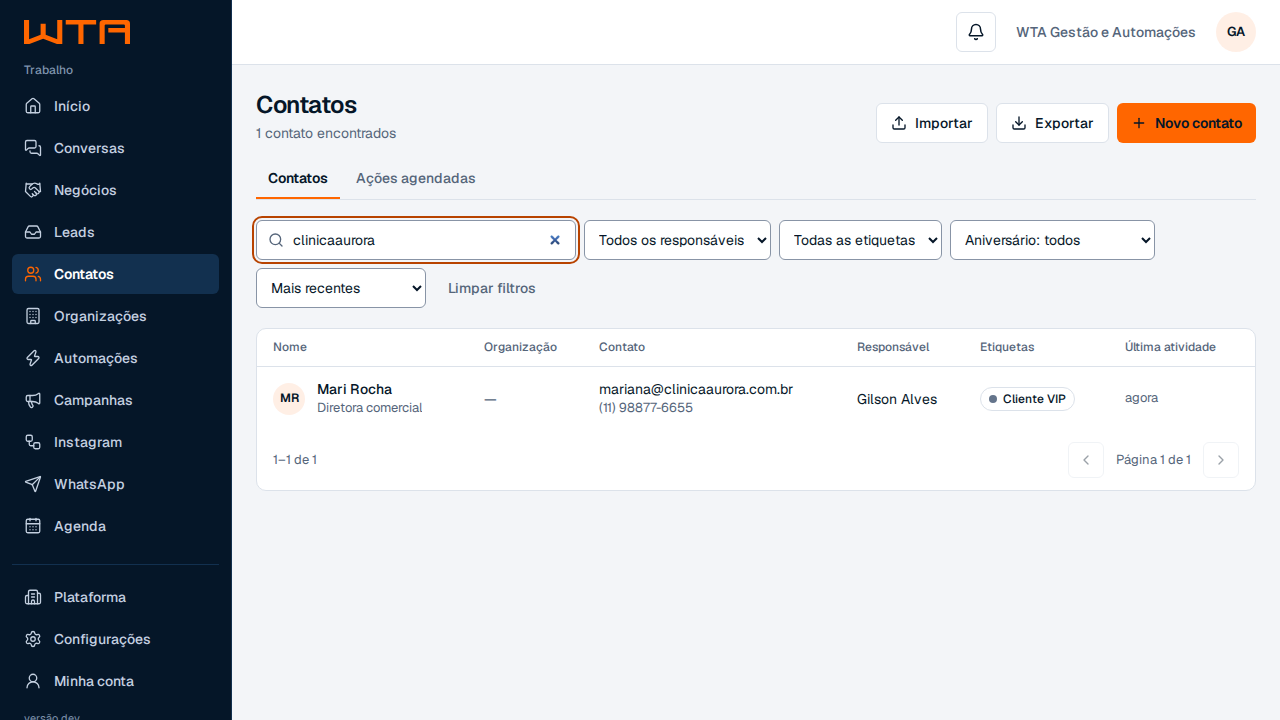 WTA
WTA Gestão e Automações
GA
Trabalho
Início
Conversas
Negócios
Leads
Contatos
Organizações
Automações
Campanhas
Instagram
WhatsApp
Agenda
Plataforma
Configurações
Minha conta
versão dev
Contatos
1 contato encontrados
Importar
Exportar
Novo contato
Contatos
Ações agendadas
clinicaaurora
Todos os responsáveis
Todas as etiquetas
Aniversário: todos
Mais recentes
Limpar filtros
Nome Organização Contato Responsável Etiquetas Última atividade
MR Mari Rocha — mariana@clinicaaurora.com.br Gilson Alves Cliente VIP agora
Diretora comercial (11) 98877-6655
1–1 de 1
Página 1 de 1